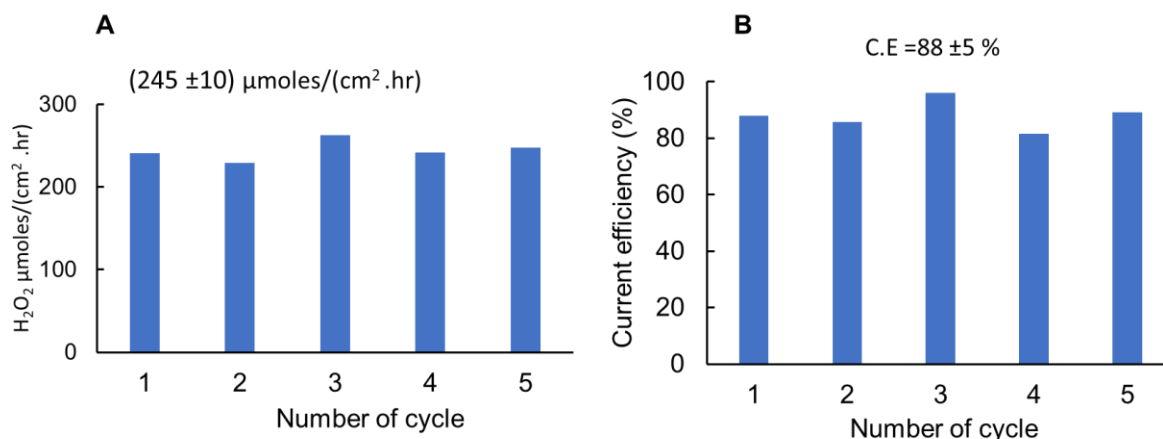 A
(245 ±10) µmoles/(cm² .hr)
H₂O₂ µmoles/(cm² .hr)
300
200
100
0
1 2 3 4 5
Number of cycle
B
C.E =88 ±5 %
Current efficiency (%)
100
80
60
40
20
0
1 2 3 4 5
Number of cycle